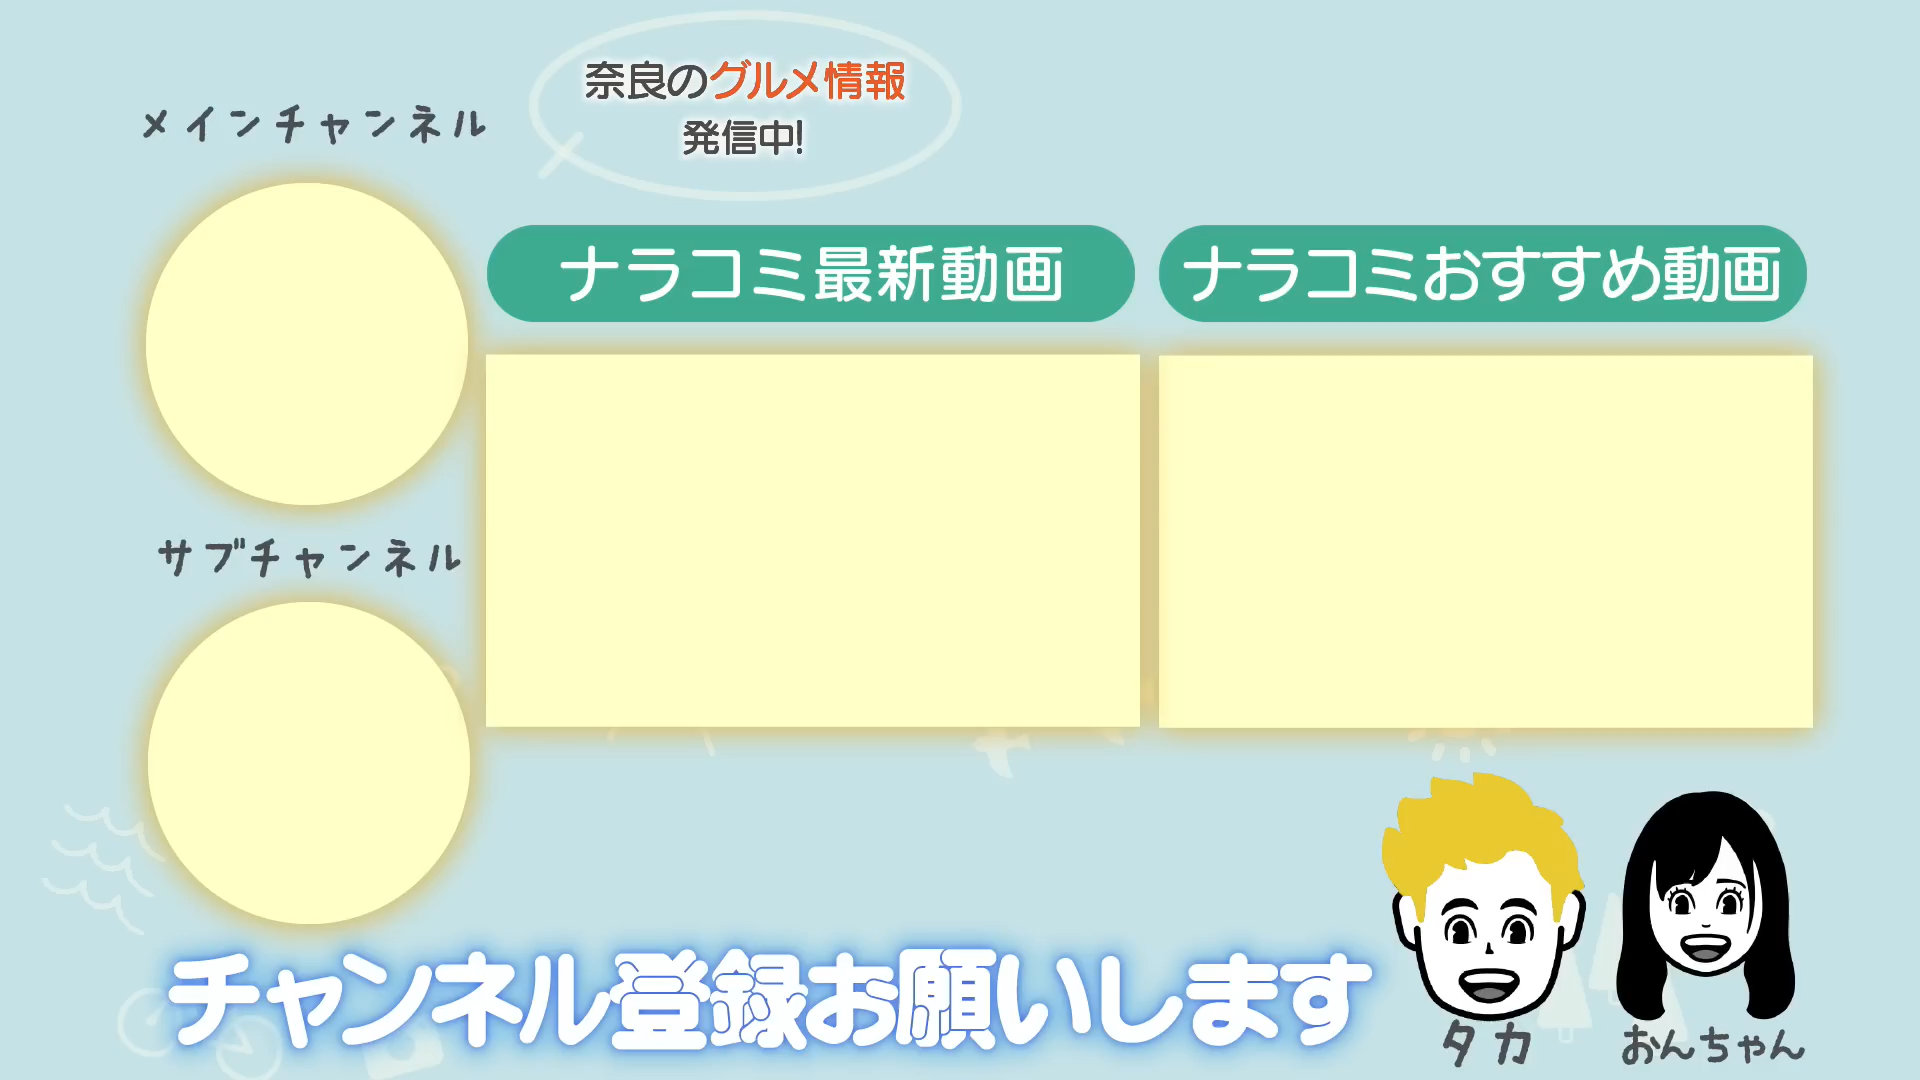 奈良のグルメ情報
発信中!
メインチャンネル
ナラコミ最新動画
ナラコミおすすめ動画
サブチャンネル
チャンネル登録お願いします
タカ
おんちゃん